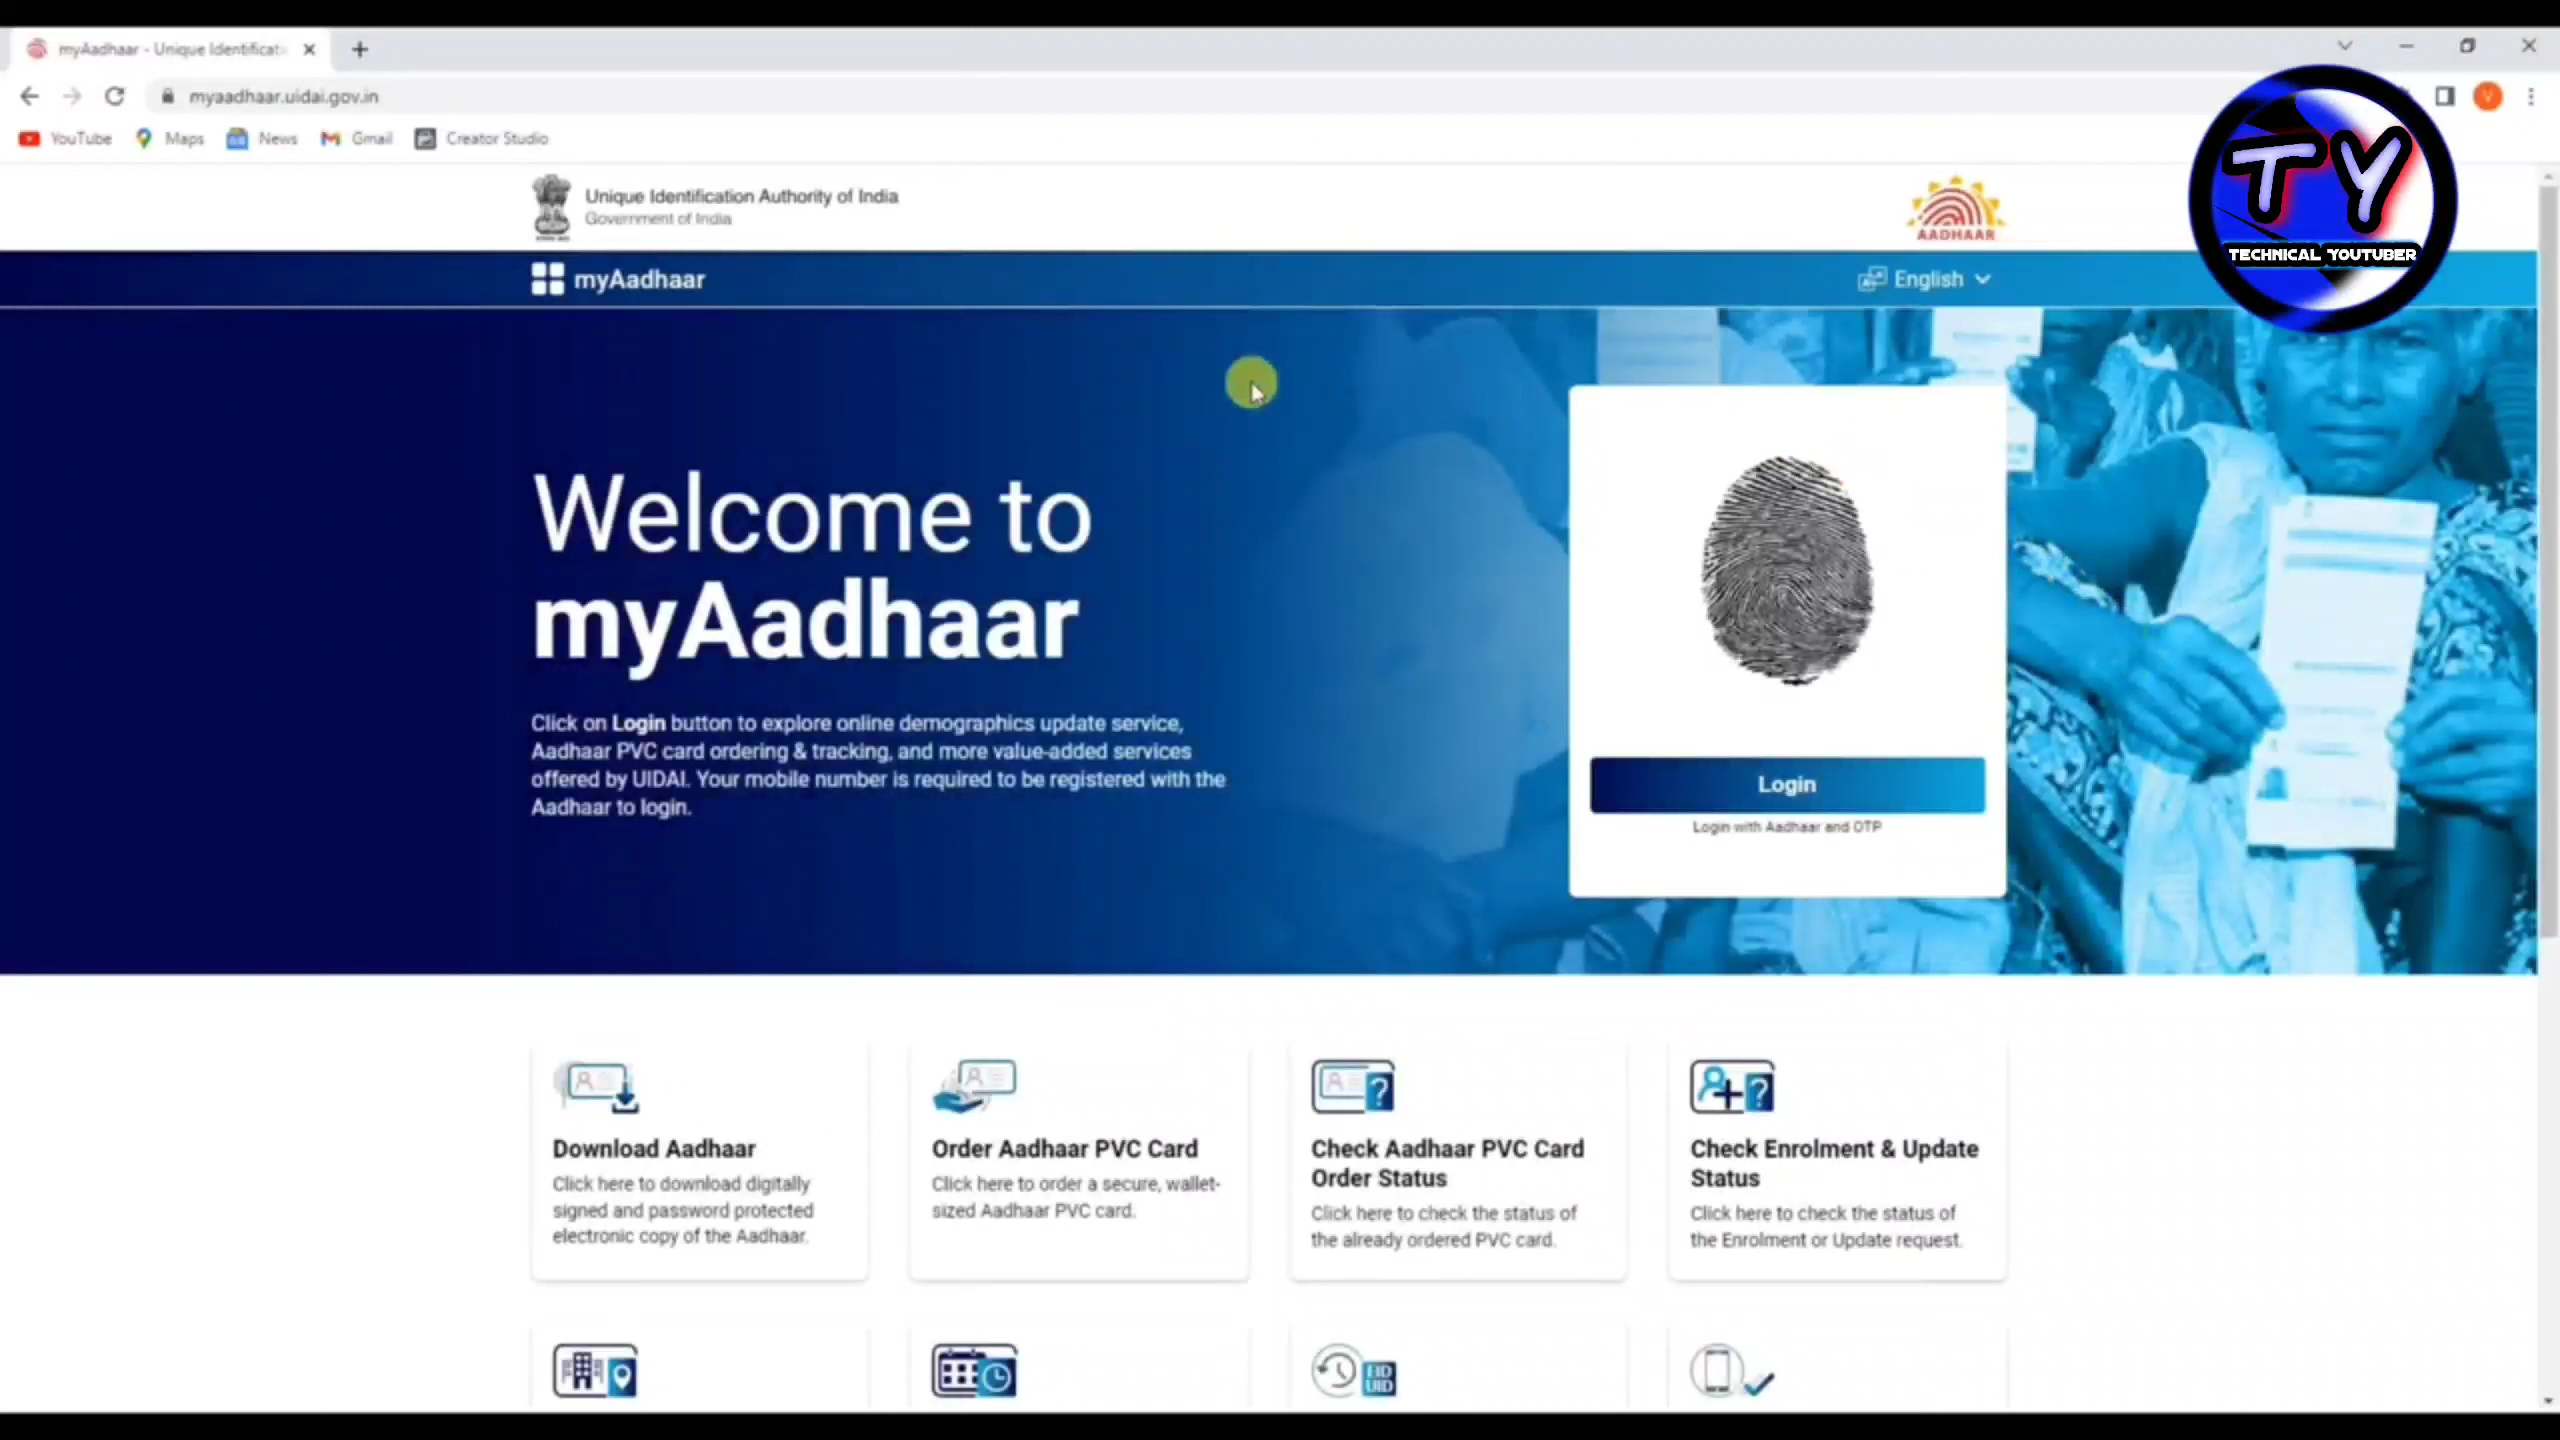 myAadhaar - Unique Identificati
myaadhaar.uidai.gov.in
YouTube
Maps
News
Gmail
Creator Studio
V
TY
TECHNICAL YOUTUBER
Unique Identification Authority of India
Government of India
AADHAAR
myAadhaar
English
Welcome to
myAadhaar
Click on Login button to explore online demographics update service,
Aadhaar PVC card ordering & tracking, and more value-added services
offered by UIDAI. Your mobile number is required to be registered with the
Aadhaar to login.
Login
Login with Aadhaar and OTP
Download Aadhaar
Click here to download digitally
signed and password protected
electronic copy of the Aadhaar.
Order Aadhaar PVC Card
Click here to order a secure, wallet-
sized Aadhaar PVC card.
Check Aadhaar PVC Card
Order Status
Click here to check the status of
the already ordered PVC card.
Check Enrolment & Update
Status
Click here to check the status of
the Enrolment or Update request.
EID
UID